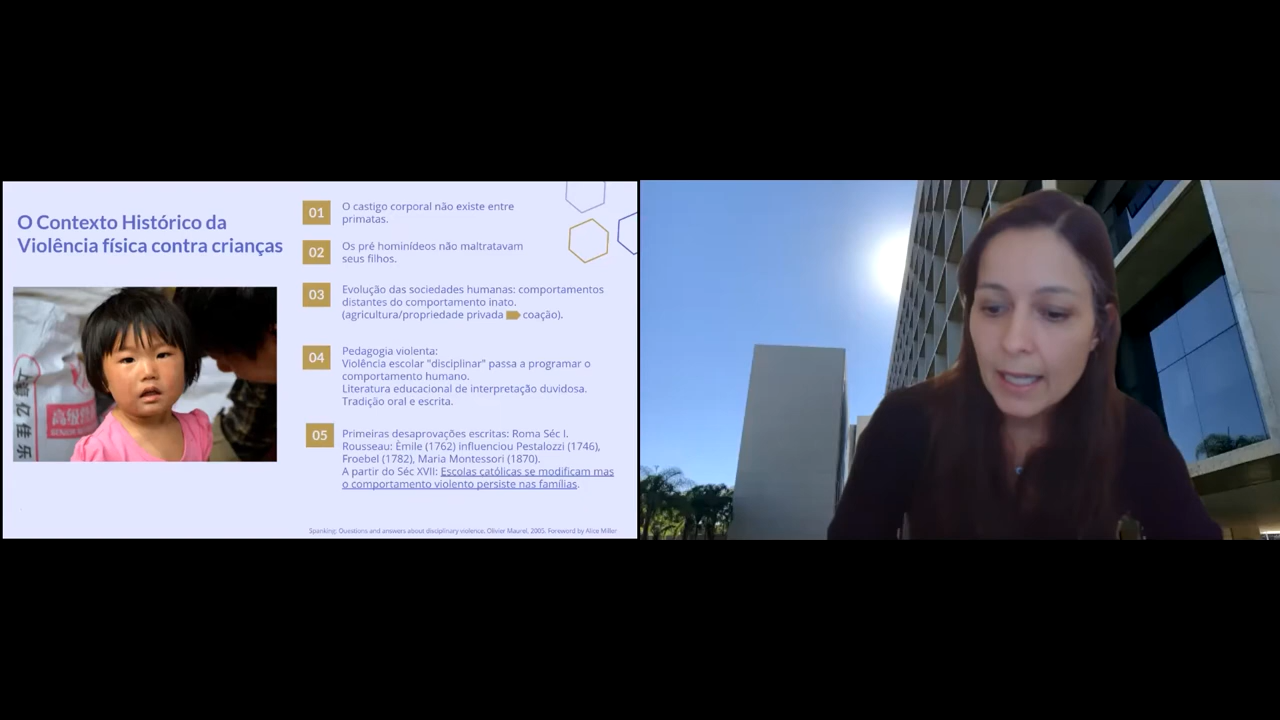 O Contexto Histórico da
Violência física contra crianças
01
O castigo corporal não existe entre
primatas.
02
Os pré hominídeos não maltratavam
seus filhos.
03
Evolução das sociedades humanas: comportamentos
distantes do comportamento inato.
(agricultura/propriedade privada coação).
04
Pedagogia violenta:
Violência escolar "disciplinar" passa a programar o
comportamento humano.
Literatura educacional de interpretação duvidosa.
Tradição oral e escrita.
05
Primeiras desaprovações escritas: Roma Séc I.
Rousseau: Èmile (1762) influenciou Pestalozzi (1746),
Froebel (1782), Maria Montessori (1870).
A partir do Séc XVII: Escolas católicas se modificam mas
o comportamento violento persiste nas famílias.
Spanking: Questions and answers about disciplinary violence. Olivier Maurel, 2005. Foreword by Alice Miller
高级